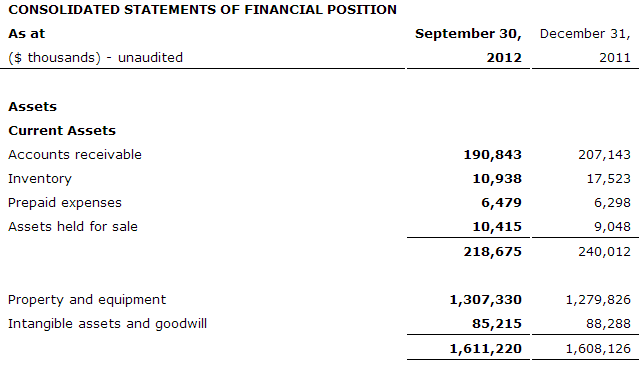 CONSOLIDATED STATEMENTS OF FINANCIAL POSITION
As at September 30, December 31,
($ thousands) - unaudited 2012 2011
Assets
Current Assets
Accounts receivable 190,843 207,143
Inventory 10,938 17,523
Prepaid expenses 6,479 6,298
Assets held for sale 10,415 9,048
218,675 240,012
Property and equipment 1,307,330 1,279,826
Intangible assets and goodwill 85,215 88,288
1,611,220 1,608,126